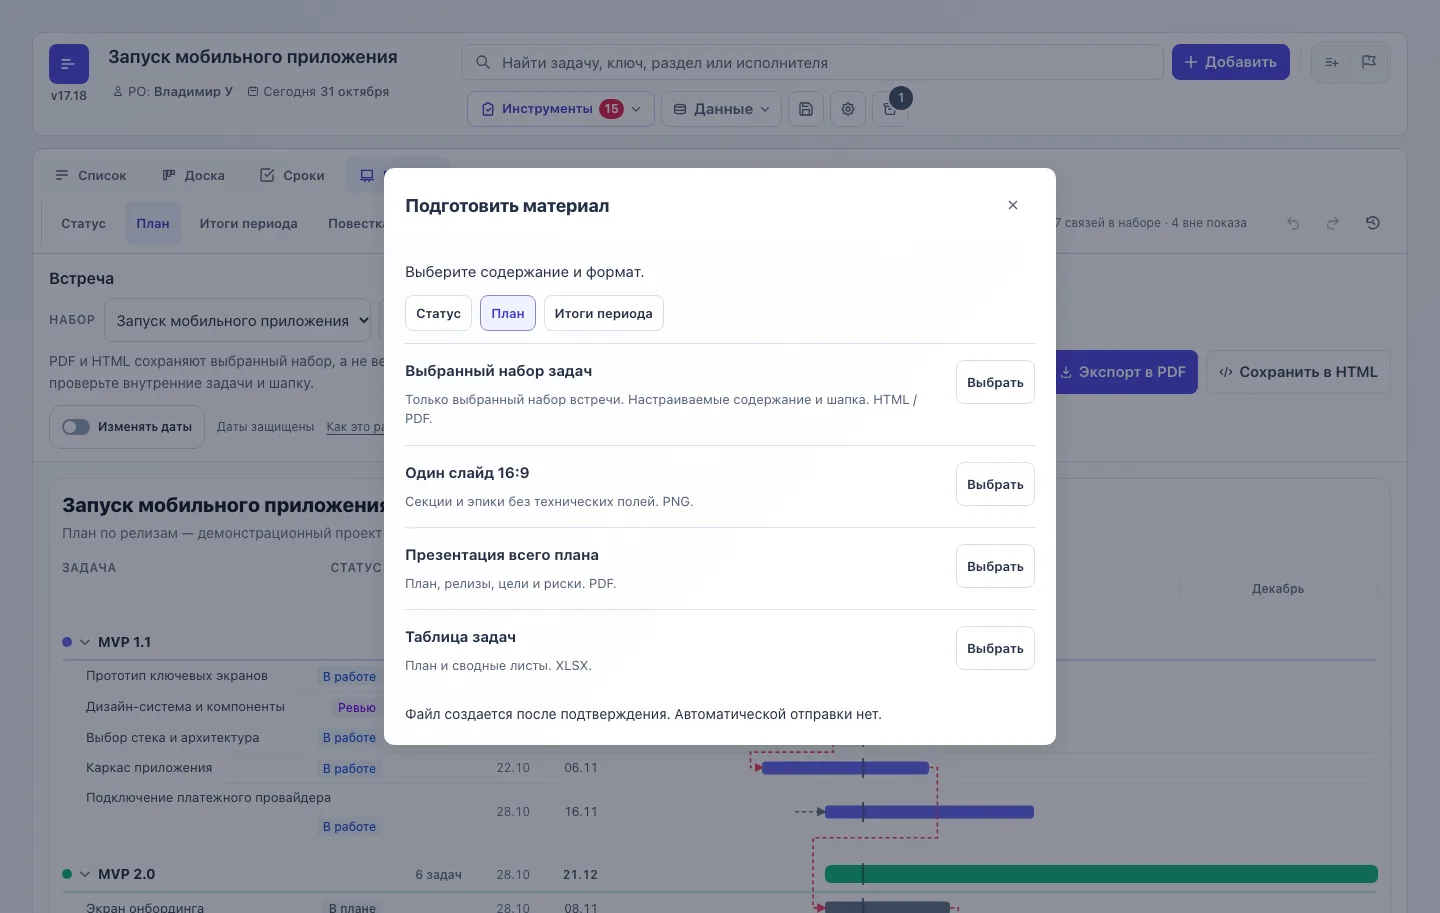 Запуск мобильного приложения
v17.18
РО: Владимир У
Сегодня 31 октября
Найти задачу, ключ, раздел или исполнителя
+ Добавить
Инструменты 15
Данные
1
Список
Доска
Сроки
Статус
План
Итоги периода
7 связей в наборе · 4 вне показа
Встреча
НАБОР
Запуск мобильного приложения
PDF и HTML сохраняют выбранный набор, а не
проверьте внутренние задачи и шапку.
Экспорт в PDF
Сохранить в HTML
Изменять даты
Даты защищены
Как это
Подготовить материал
Выберите содержание и формат.
Статус
План
Итоги периода
Выбранный набор задач
Только выбранный набор встречи. Настраиваемые содержание и шапка. HTML /
PDF.
Выбрать
Один слайд 16:9
Секции и эпики без технических полей. PNG.
Выбрать
Презентация всего плана
План, релизы, цели и риски. PDF.
Выбрать
Таблица задач
План и сводные листы. XLSX.
Выбрать
Файл создается после подтверждения. Автоматической отправки нет.
Запуск мобильного приложения
План по релизам — демонстрационный проект
ЗАДАЧА
СТАТУС
Декабрь
MVP 1.1
Прототип ключевых экранов
В работе
Дизайн-система и компоненты
Ревью
Выбор стека и архитектура
В работе
Каркас приложения
В работе
22.10
06.11
Подключение платежного провайдера
28.10
16.11
В работе
MVP 2.0
6 задач
28.10
21.12
Экран онбординга
В плане
28.10
08.11